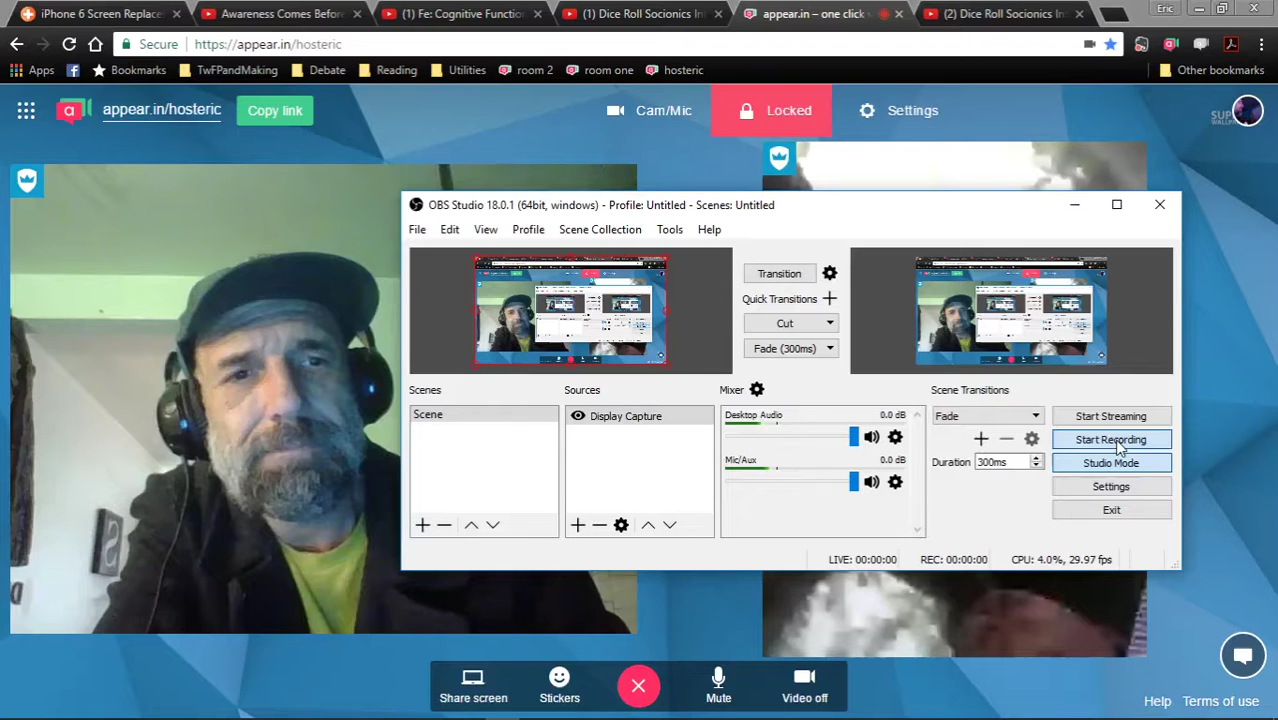 iPhone 6 Screen Replace
Awareness Comes Before
(1) Fe: Cognitive Function
(1) Dice Roll Socionics Int
appear.in – one click
(2) Dice Roll Socionics Int
Eric
Secure
https://appear.in/hosteric
Apps
Bookmarks
TwFPandMaking
Debate
Reading
Utilities
room 2
room one
hosteric
Other bookmarks
appear.in/hosteric
Copy link
Cam/Mic
Locked
Settings
OBS Studio 18.0.1 (64bit, windows) - Profile: Untitled - Scenes: Untitled
File Edit View Profile Scene Collection Tools Help
Transition
Quick Transitions
Cut
Fade (300ms)
Scenes
Scene
Sources
Display Capture
Mixer
Desktop Audio 0.0 dB
Mic/Aux 0.0 dB
Scene Transitions
Fade
Duration 300ms
Start Streaming
Start Recording
Studio Mode
Settings
Exit
LIVE: 00:00:00 REC: 00:00:00 CPU: 4.0%, 29.97 fps
Share screen
Stickers
Mute
Video off
Help
Terms of use